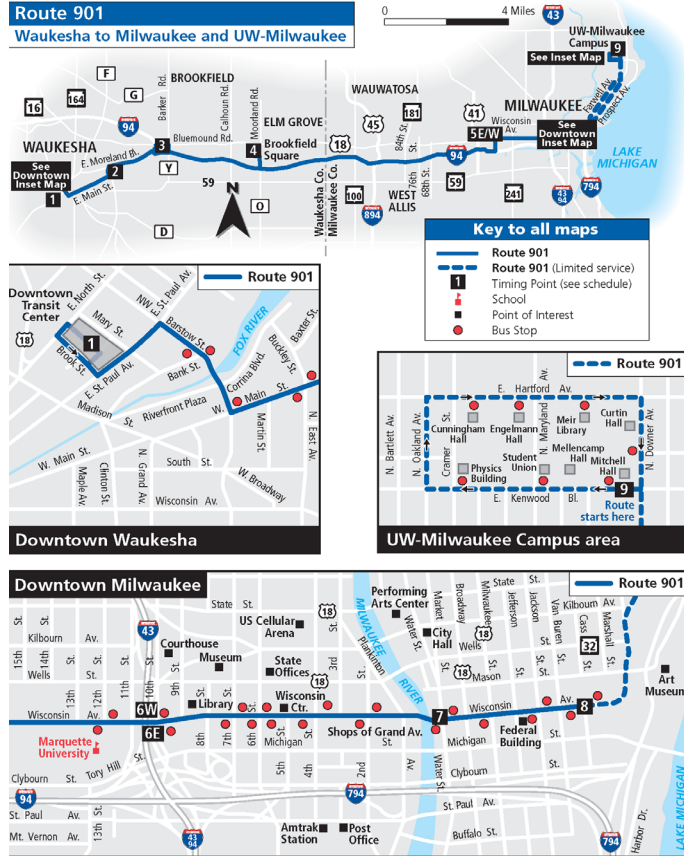 Route 901
Waukesha to Milwaukee and UW-Milwaukee
0 4 Miles
43
UW-Milwaukee
Campus
9
See Inset Map
F
G
16
164
Barker Rd.
BROOKFIELD
Calhoun Rd.
Moorland Rd.
ELM GROVE
WAUWATOSA
181
41
45
18
84th St.
MILWAUKEE
Farwell Av.
Prospect Av.
94
WAUKESHA
See
Downtown
Inset Map
1
E. Moreland Bl.
2
E. Main St.
3
Bluemound Rd.
4
Brookfield
Square
Y
59
N
O
D
Waukesha Co.
Milwaukee Co.
100
894
WEST
ALLIS
76th St.
68th St.
94
59
5E/W
Wisconsin
Av.
See
Downtown
Inset Map
241
43
94
794
LAKE
MICHIGAN
Key to all maps
Route 901
Route 901 (Limited service)
1 Timing Point (see schedule)
School
Point of Interest
Bus Stop
Route 901
Downtown
Transit
Center
18
E. North St.
Mary St.
NW
E. St. Paul Av.
Barstow St.
FOX RIVER
Baxter St.
Buckley St.
1
Brook St.
E. St. Paul Av.
Bank St.
Corrina Blvd.
Madison St.
Riverfront Plaza
W. Main St.
Martin St.
N. East Av.
W. Main St.
Maple Av.
Clinton St.
N. Grand Av.
South St.
W. Broadway
Wisconsin Av.
Downtown Waukesha
Route 901
E. Hartford Av.
N. Bartlett Av.
N. Oakland Av.
Cramer St.
N. Maryland Av.
N. Downer Av.
Cunningham
Hall
Engelmann
Hall
Meir
Library
Curtin
Hall
Physics
Building
Student
Union
Mellencamp
Hall
Mitchell
Hall
9
E. Kenwood Bl.
Route
starts here
UW-Milwaukee Campus area
Downtown Milwaukee
Route 901
State St.
18
US Cellular
Arena
Performing
Arts Center
MILWAUKEE
RIVER
Water St.
Market
Broadway
Milwaukee
Jefferson
Jackson
Van Buren
Cass St.
Marshall St.
State St.
Kilbourn Av.
32
City
Hall
18
Wells
43
Kilbourn Av.
Wells St.
15th St.
14th St.
13th St.
12th St.
11th St.
10th St.
9th St.
Courthouse
Museum
State
Offices
18
3rd St.
Plankinton Av.
18
Mason St.
Art
Museum
Wisconsin Av.
6W
6E
Library
Wisconsin
Ctr.
7
Wisconsin Av.
8
Marquette
University
8th St.
7th St.
6th St.
Michigan St.
Shops of Grand Av.
Michigan
Federal
Building
5th St.
4th St.
2nd St.
Water St.
Clybourn St.
Tory Hill St.
Clybourn St.
94
794
St. Paul Av.
St. Paul Av.
Mt. Vernon Av.
13th St.
43
94
Amtrak
Station
Post
Office
Buffalo St.
794
Harbor Dr.
LAKE MICHIGAN